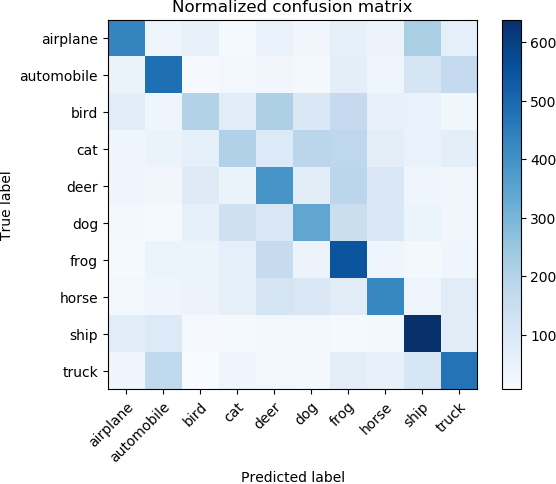 Normalized confusion matrix
True label
airplane
automobile
bird
cat
deer
dog
frog
horse
ship
truck
airplane
automobile
bird
cat
deer
dog
frog
horse
ship
truck
Predicted label
600
500
400
300
200
100